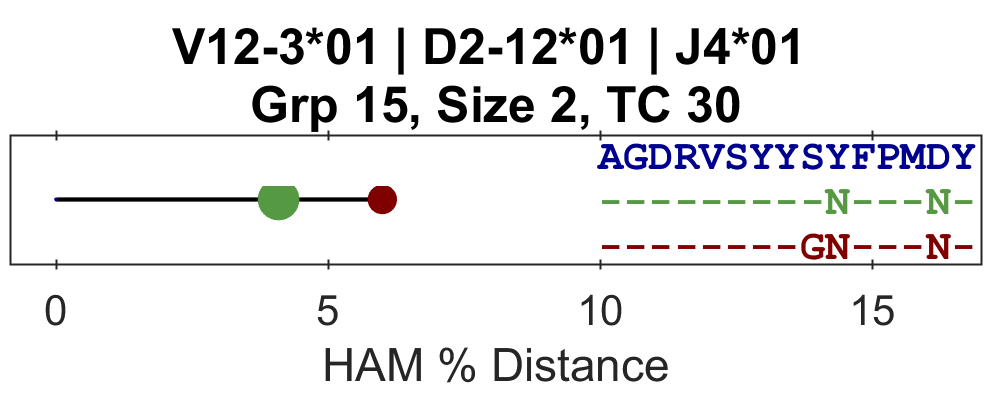 V12-3*01 | D2-12*01 | J4*01
Grp 15, Size 2, TC 30
AGDRVSYYSYFPMDY
---------N---N-
--------GN---N-
0 5 10 15
HAM % Distance